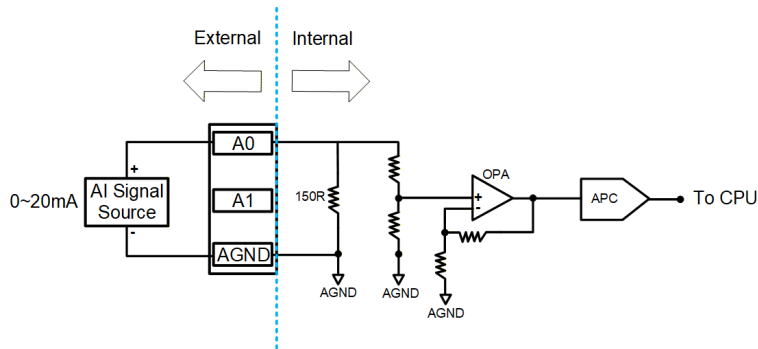 External
Internal
A0
+
OPA
0~20mA
AI Signal
Source
A1
150R
+
-
APC
To CPU
-
AGND
AGND
AGND
AGND